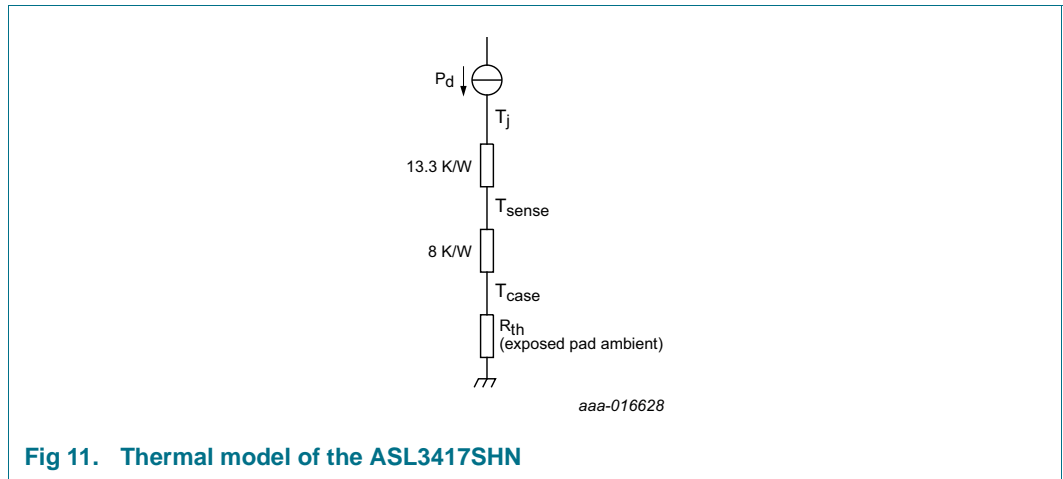 Pd
Tj
13.3 K/W
Tsense
8 K/W
Tcase
Rth
(exposed pad ambient)
aaa-016628
Fig 11. Thermal model of the ASL3417SHN